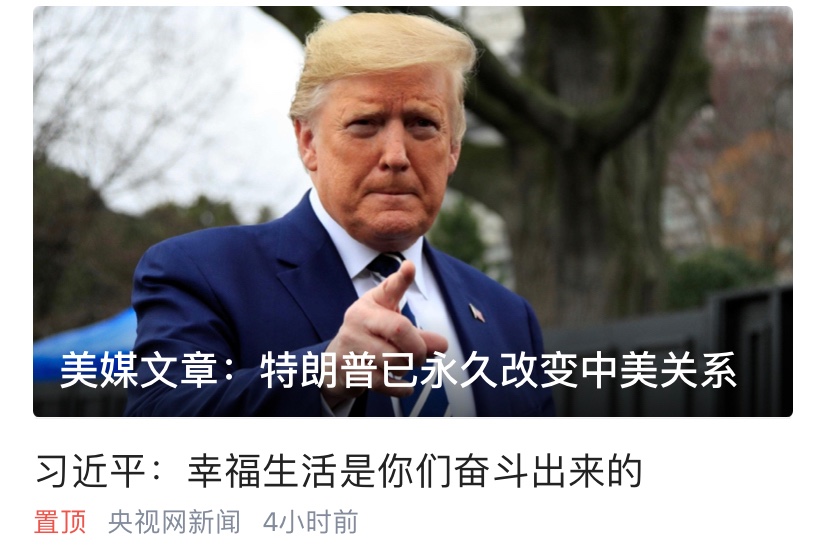 美媒文章：特朗普已永久改变中美关系
习近平：幸福生活是你们奋斗出来的
置顶 央视网新闻 4小时前